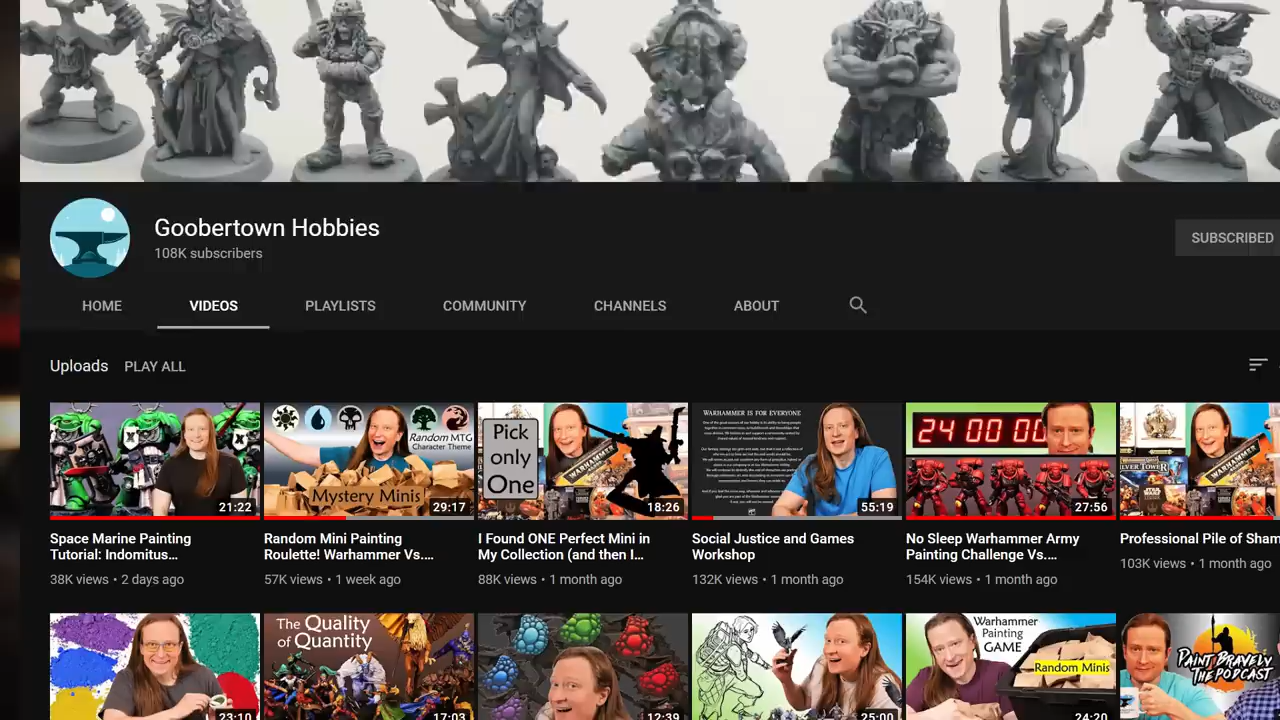 Goobertown Hobbies
108K subscribers
SUBSCRIBED
HOME
VIDEOS
PLAYLISTS
COMMUNITY
CHANNELS
ABOUT
Uploads
PLAY ALL
21:22
Random MTG
Character Theme
Mystery Minis
29:17
Pick
only
One
18:26
WARHAMMER IS FOR EVERYONE
55:19
24 00 00
27:56
Space Marine Painting
Tutorial: Indomitus...
38K views • 2 days ago
Random Mini Painting
Roulette! Warhammer Vs....
57K views • 1 week ago
I Found ONE Perfect Mini in
My Collection (and then I...
88K views • 1 month ago
Social Justice and Games
Workshop
132K views • 1 month ago
No Sleep Warhammer Army
Painting Challenge Vs....
154K views • 1 month ago
Professional Pile of Sham
103K views • 1 month ago
23:10
The Quality
of Quantity
17:03
12:39
25:00
Warhammer
Painting
GAME
Random Minis
24:20
PAINT BRAVELY
THE PODCAST